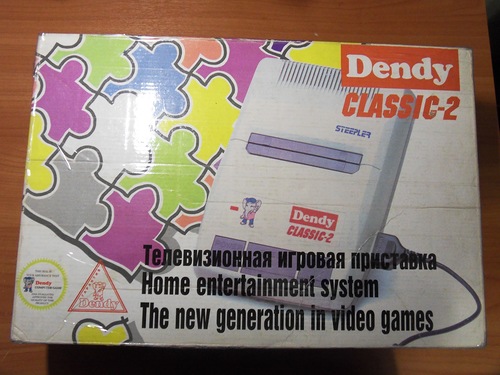 Dendy
CLASSIC-2
STEEPLER
Dendy
CLASSIC-2
Телевизионная игровая приставка
Home entertainment system
The new generation in video games
Dendy
Dendy